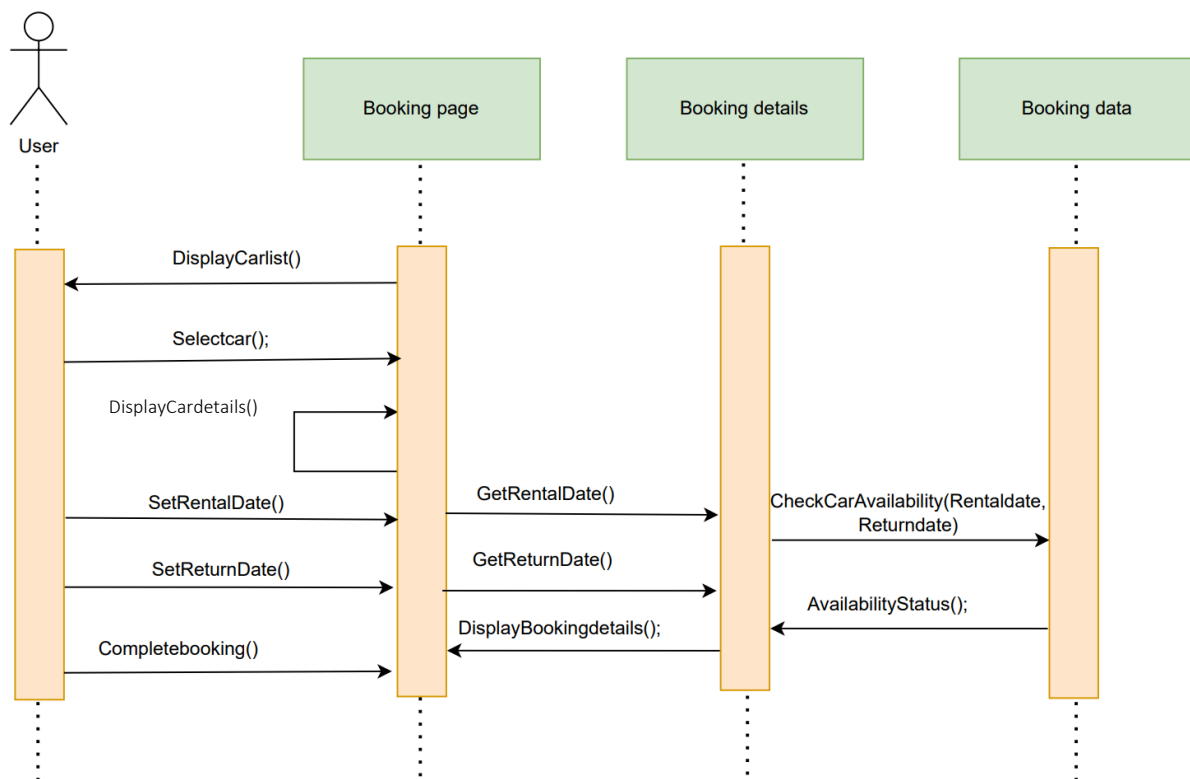 User
Booking page
Booking details
Booking data
DisplayCarlist()
Selectcar();
DisplayCardetails()
SetRentalDate()
GetRentalDate()
CheckCarAvailability(Rentaldate,
Returndate)
SetReturnDate()
GetReturnDate()
AvailabilityStatus();
DisplayBookingdetails();
Completebooking()